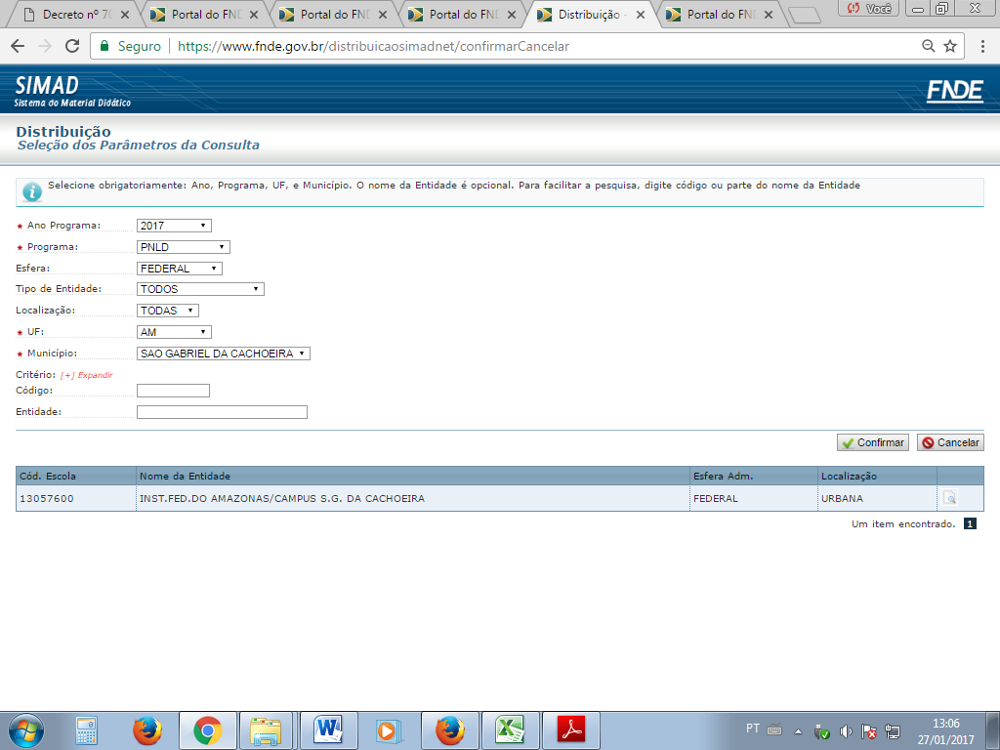 Decreto nº 70
Portal do FND
Portal do FND
Portal do FND
Distribuição -
Portal do FND
Você
Seguro
https://www.fnde.gov.br/distribuicaosimadnet/confirmarCancelar
SIMAD
Sistema do Material Didático
FNDE
Distribuição
Seleção dos Parâmetros da Consulta
Selecione obrigatoriamente: Ano, Programa, UF, e Município. O nome da Entidade é opcional. Para facilitar a pesquisa, digite código ou parte do nome da Entidade
* Ano Programa: 2017
* Programa: PNLD
Esfera: FEDERAL
Tipo de Entidade: TODOS
Localização: TODAS
* UF: AM
* Município: SAO GABRIEL DA CACHOEIRA
Critério: [+] Expandir
Código:
Entidade:
Confirmar Cancelar
Cód. Escola Nome da Entidade Esfera Adm. Localização
13057600 INST.FED.DO AMAZONAS/CAMPUS S.G. DA CACHOEIRA FEDERAL URBANA
Um item encontrado. 1
PT
13:06
27/01/2017